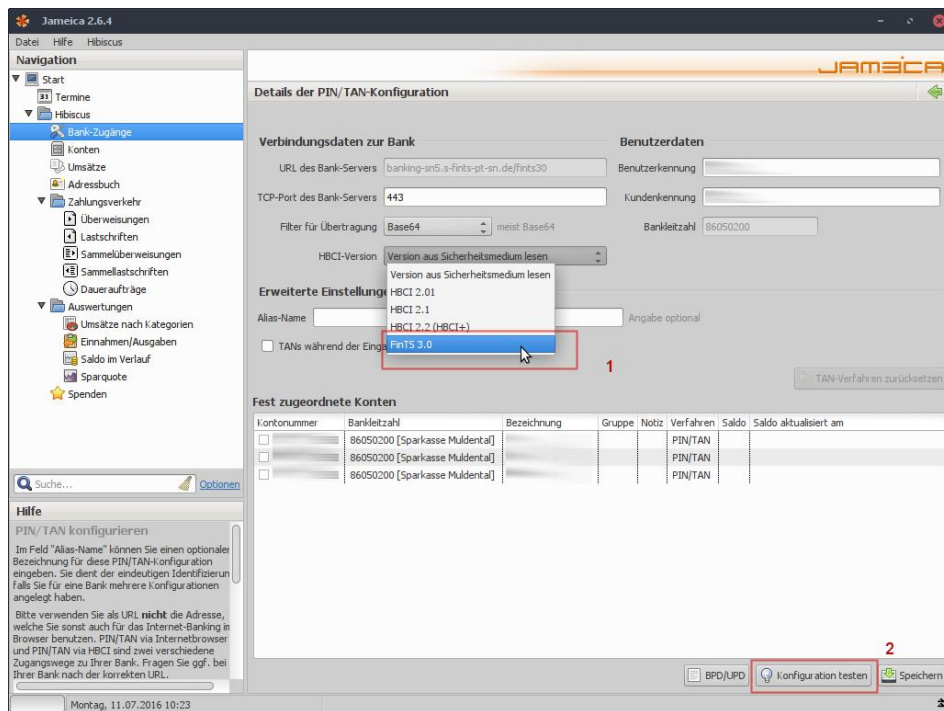 Jameica 2.6.4
Datei Hilfe Hibiscus
Navigation
Start
31 Termine
Hibiscus
Bank-Zugänge
Konten
Umsätze
Adressbuch
Zahlungsverkehr
Überweisungen
Lastschriften
Sammelüberweisungen
Sammellastschriften
Daueraufträge
Auswertungen
Umsätze nach Kategorien
Einnahmen/Ausgaben
Saldo im Verlauf
Sparquote
Spenden
Suche... Optionen
Hilfe
PIN/TAN konfigurieren
Im Feld "Alias-Name" können Sie einen optionalen
Bezeichnung für diese PIN/TAN-Konfiguration
eingeben. Sie dient der eindeutigen Identifizierun
falls Sie für eine Bank mehrere Konfigurationen
angelegt haben.
Bitte verwenden Sie als URL nicht die Adresse,
welche Sie sonst auch für das Internet-Banking in
Browser benutzen. PIN/TAN via Internetbrowser
und PIN/TAN via HBCI sind zwei verschiedene
Zugangswege zu Ihrer Bank. Fragen Sie ggf. bei
Ihrer Bank nach der korrekten URL.
JAMEICA
Details der PIN/TAN-Konfiguration
Verbindungsdaten zur Bank
URL des Bank-Servers banking-sn5.s-fints-pt-sn.de/fints30
TCP-Port des Bank-Servers 443
Filter für Übertragung Base64 meist Base64
HBCI-Version Version aus Sicherheitsmedium lesen
Version aus Sicherheitsmedium lesen
HBCI 2.01
HBCI 2.1
HBCI 2.2 (HBCI+)
FinTS 3.0
1
Benutzerdaten
Benutzerkennung
Kundenkennung
Bankleitzahl 86050200
Erweiterte Einstellunge
Alias-Name Angabe optional
TANs während der Einga
TAN-Verfahren zurücksetzen
Fest zugeordnete Konten
Kontonummer Bankleitzahl Bezeichnung Gruppe Notiz Verfahren Saldo Saldo aktualisiert am
86050200 [Sparkasse Muldental] PIN/TAN
86050200 [Sparkasse Muldental] PIN/TAN
86050200 [Sparkasse Muldental] PIN/TAN
2
BPD/UPD Konfiguration testen Speichern
Montag, 11.07.2016 10:23